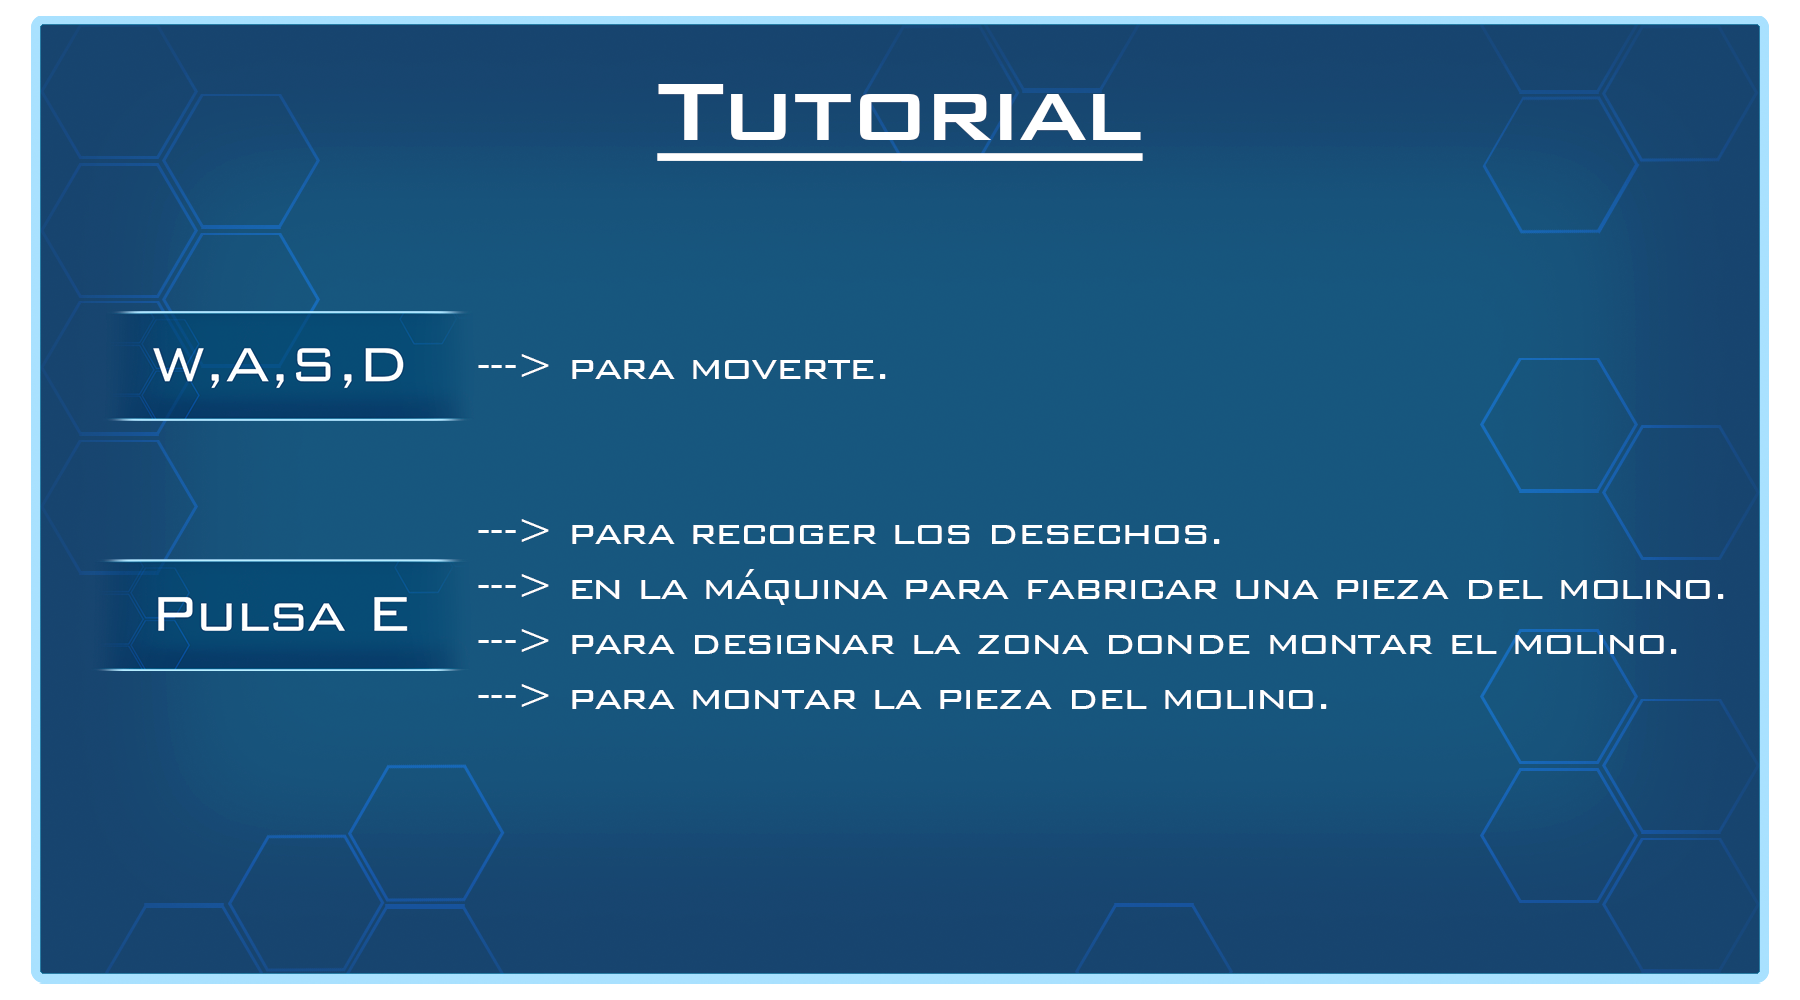 Tutorial
W,A,S,D ---> para moverte.
---> para recoger los desechos.
---> en la máquina para fabricar una pieza del molino.
Pulsa E
---> para designar la zona donde montar el molino.
---> para montar la pieza del molino.